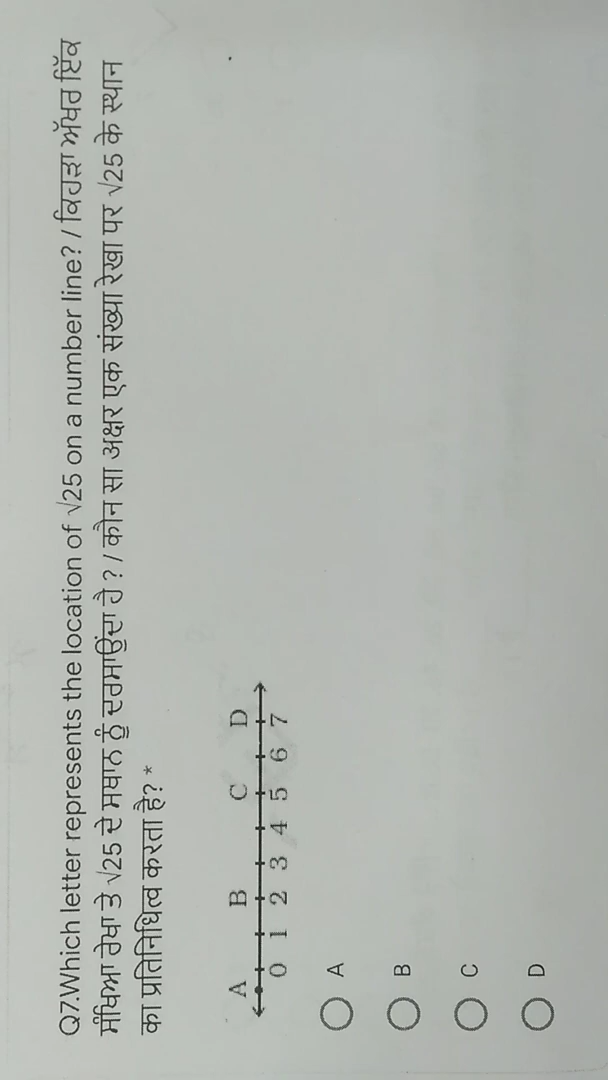 Q7.Which letter represents the location of √25 on a number line? / ਕਿਹੜਾ ਅੱਖਰ ਇੱਕ
ਸੰਖਿਆ ਰੇਖਾ ਤੇ √25 ਦੇ ਸਥਾਨ ਨੂੰ ਦਰਸਾਉਂਦਾ ਹੈ ? / कौन सा अक्षर एक संख्या रेखा पर √25 के स्थान
का प्रतिनिधित्व करता है? *
A B C D
0 1 2 3 4 5 6 7
A
B
C
D